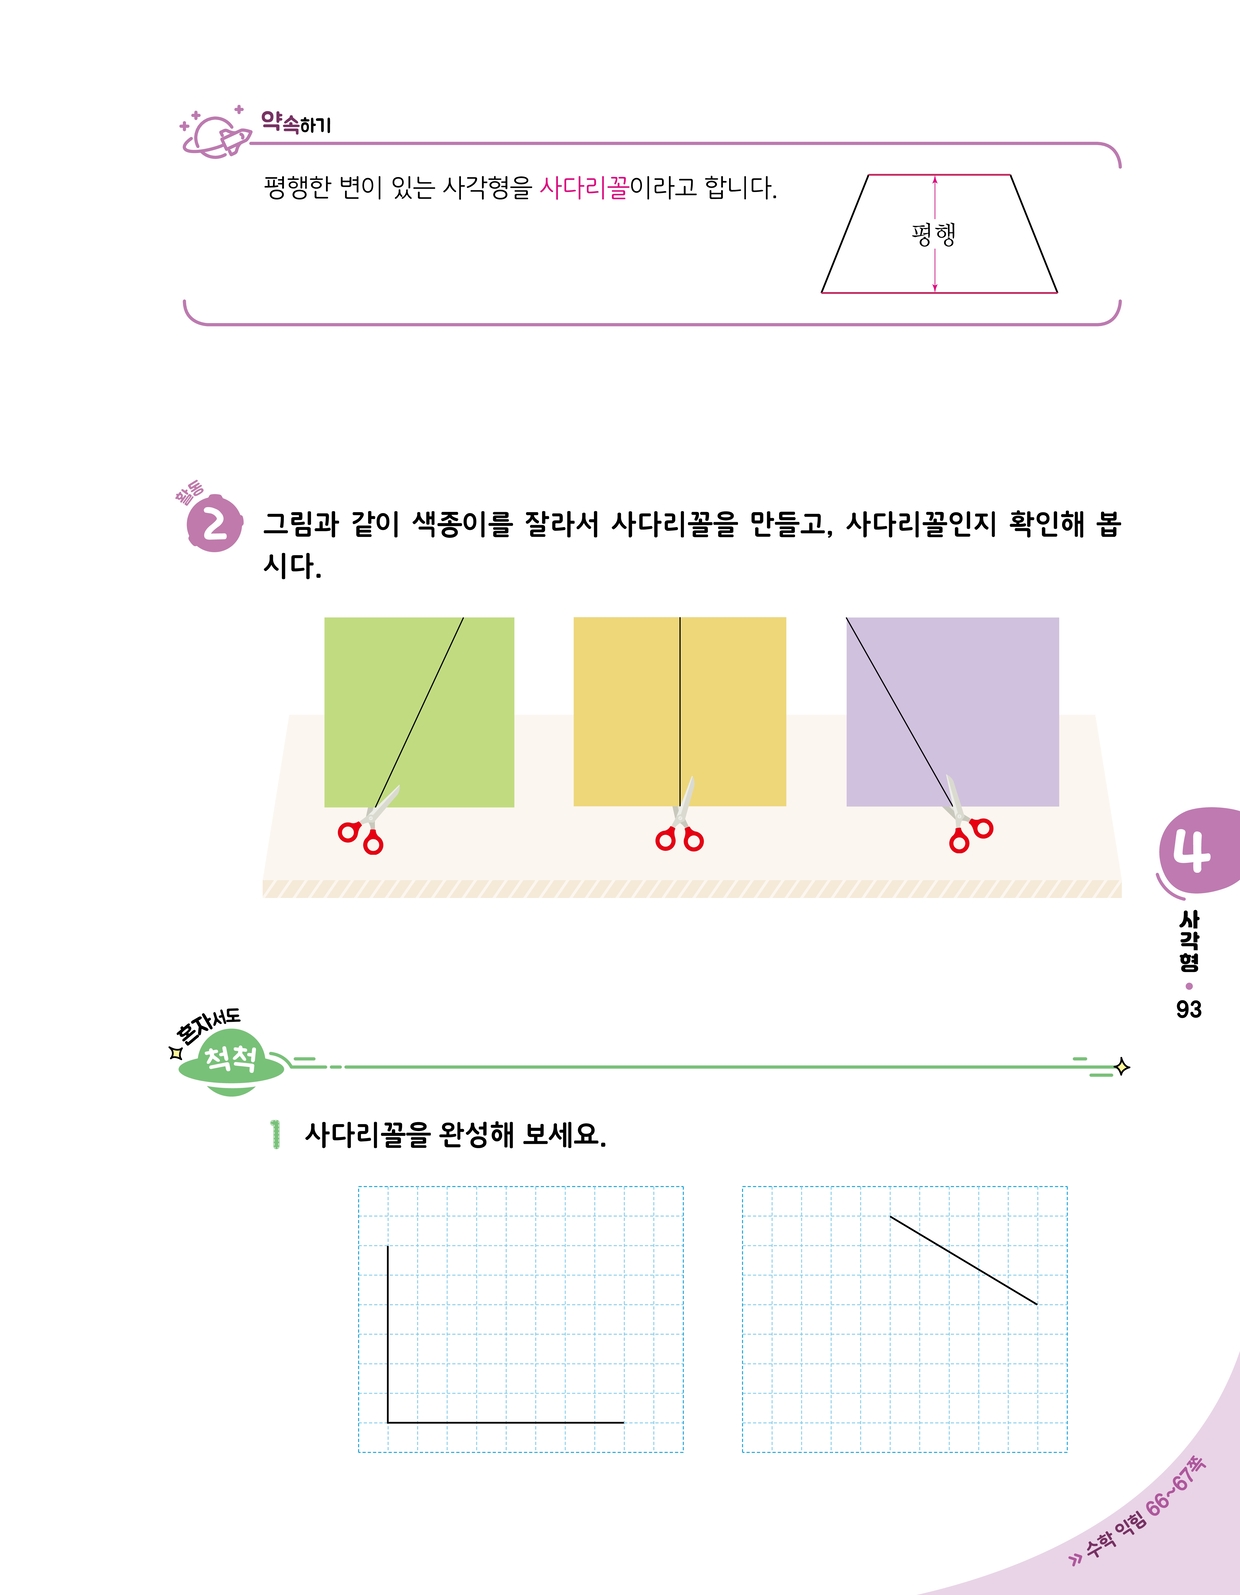 약속하기
평행한 변이 있는 사각형을 사다리꼴이라고 합니다.
평행
활동
2
그림과 같이 색종이를 잘라서 사다리꼴을 만들고, 사다리꼴인지 확인해 봅
시다.
4
사각형
93
혼자서도
척척
1 사다리꼴을 완성해 보세요.
» 수학 익힘 66~67쪽